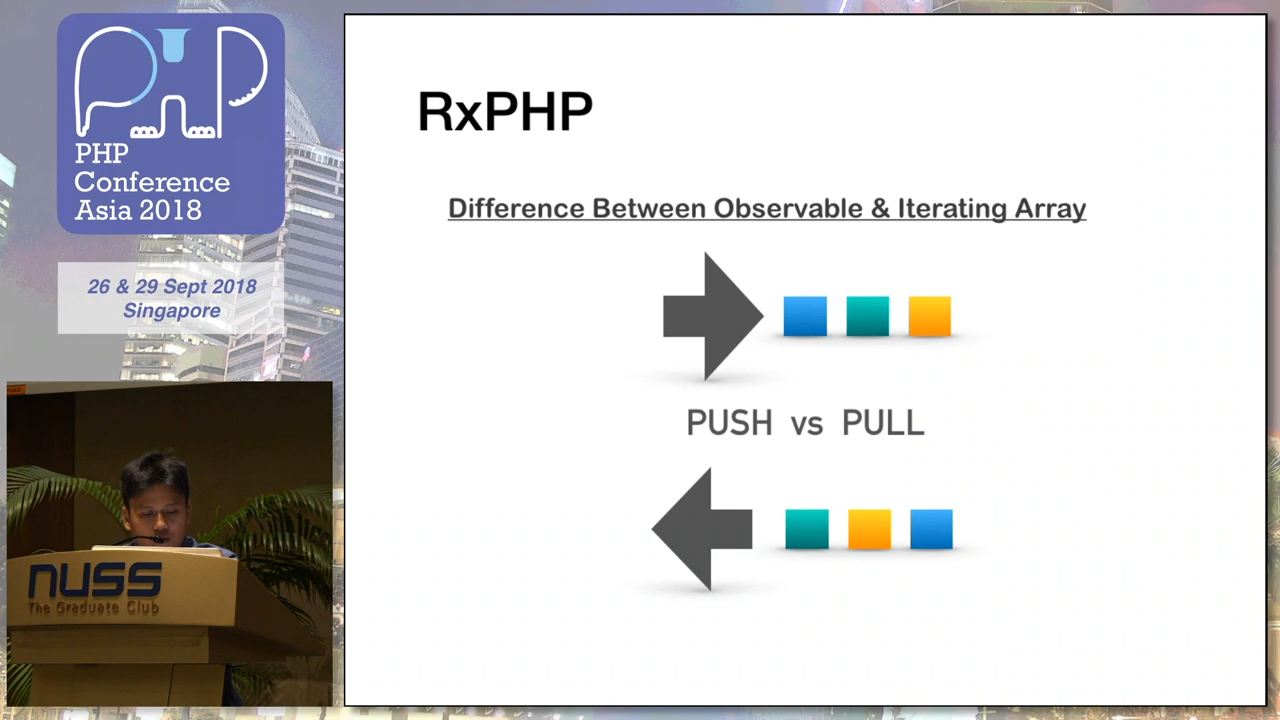 PHP
Conference
Asia 2018
26 & 29 Sept 2018
Singapore
nuss
The Graduate Club
RxPHP
Difference Between Observable & Iterating Array
PUSH vs PULL